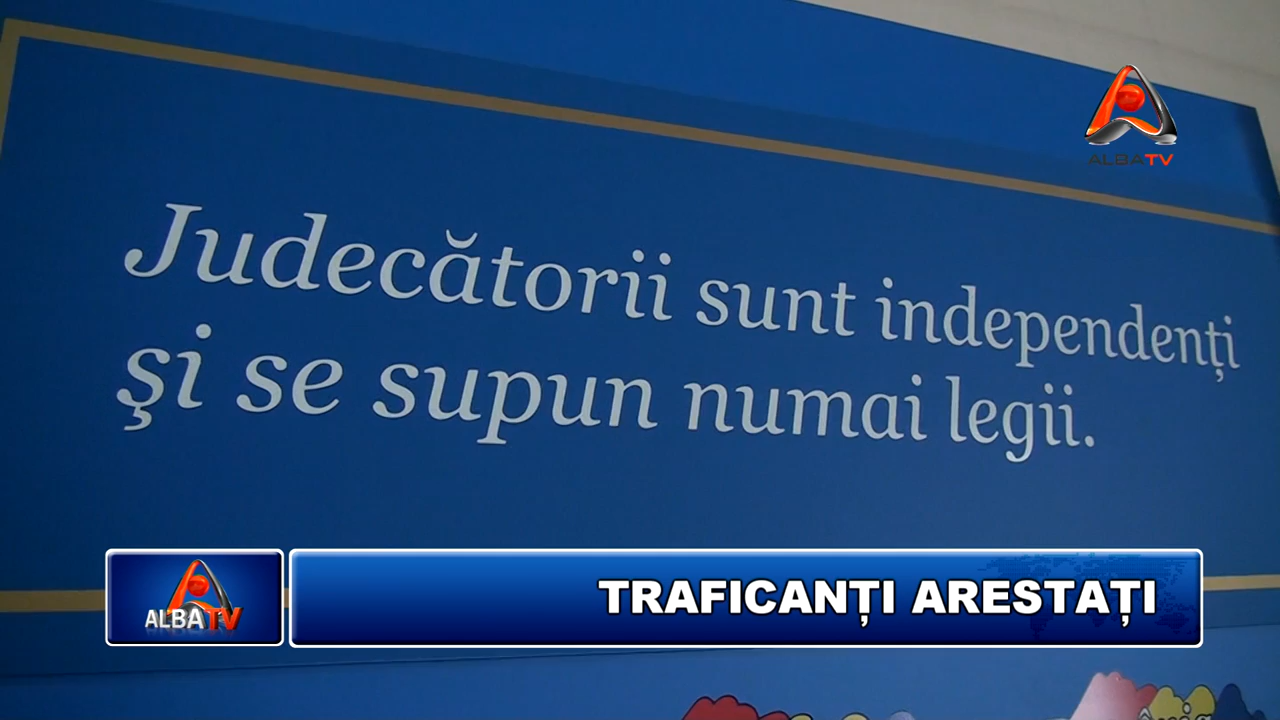 ALBATV
Judecătorii sunt independenți
şi se supun numai legii.
ALBATV
TRAFICANȚI ARESTAȚI